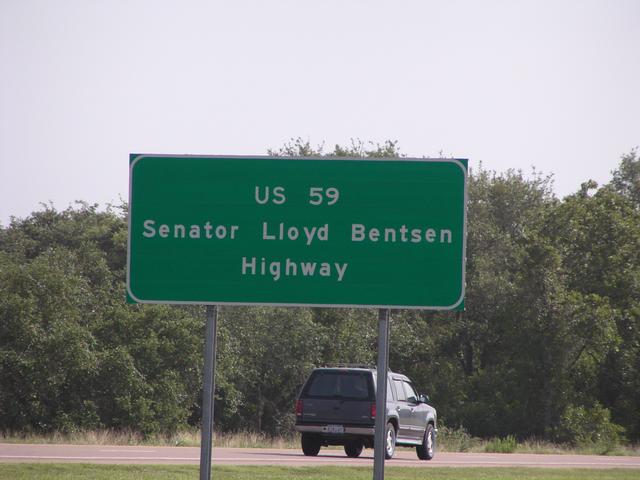 US 59
Senator Lloyd Bentsen
Highway